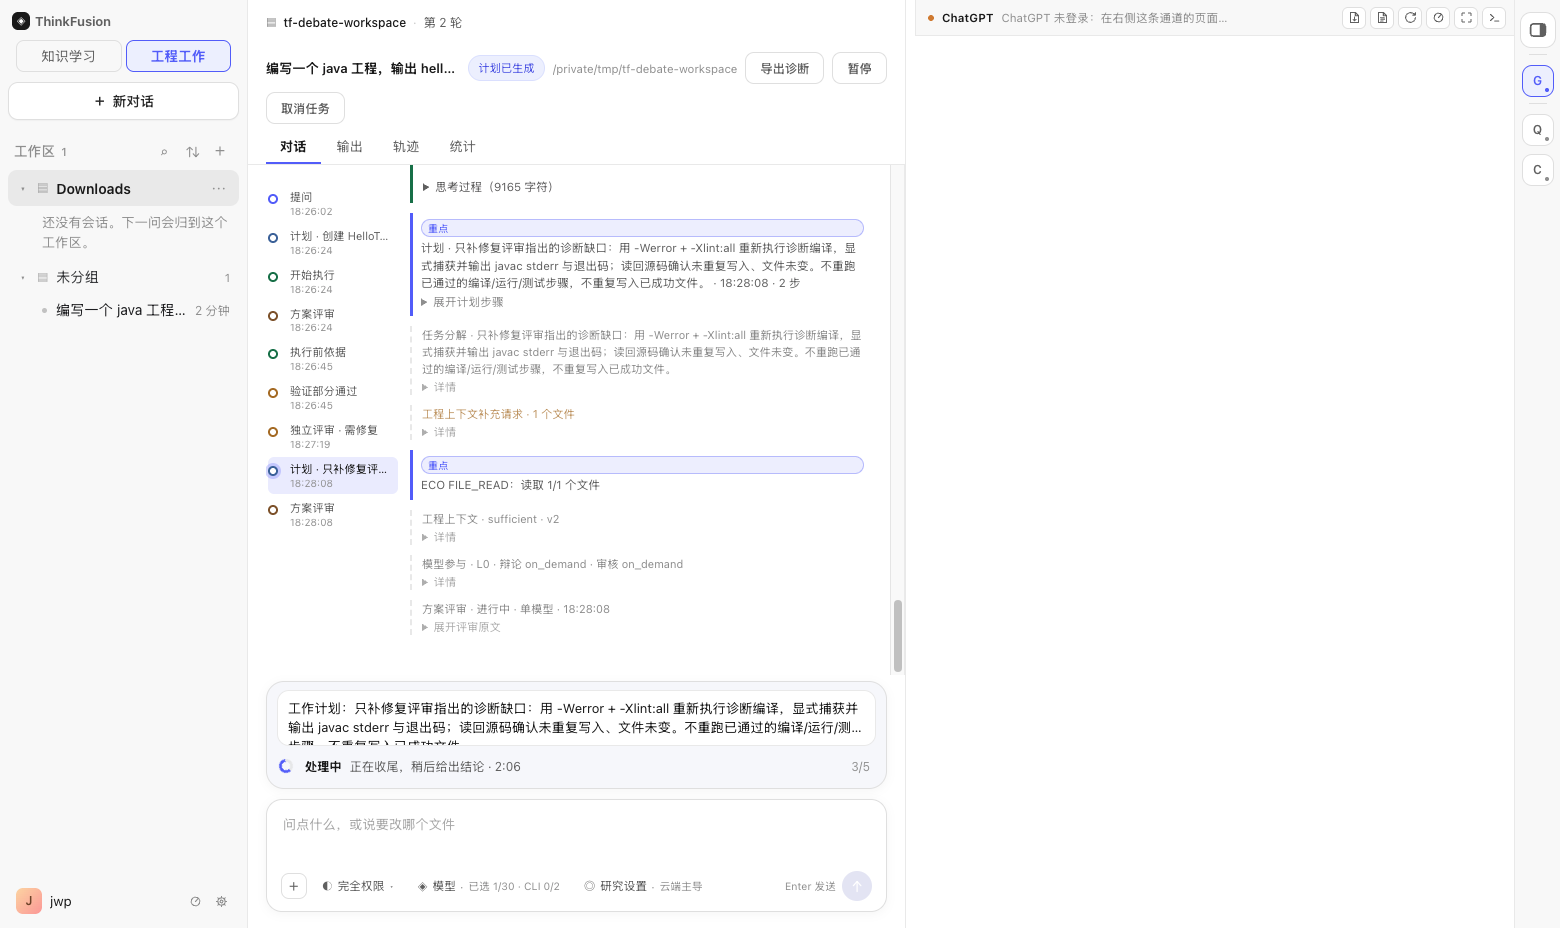 ThinkFusion
知识学习
工程工作
+ 新对话
工作区 1
Downloads
还没有会话。下一问会归到这个
工作区。
未分组 1
编写一个 java 工程... 2 分钟
J jwp
tf-debate-workspace · 第 2 轮
编写一个 java 工程，输出 hell... 计划已生成 /private/tmp/tf-debate-workspace 导出诊断 暂停
取消任务
对话 输出 轨迹 统计
提问
18:26:02
计划 · 创建 HelloT...
18:26:24
开始执行
18:26:24
方案评审
18:26:24
执行前依据
18:26:45
验证部分通过
18:26:45
独立评审 · 需修复
18:27:19
计划 · 只补修复评...
18:28:08
方案评审
18:28:08
思考过程（9165 字符）
重点
计划 · 只补修复评审指出的诊断缺口：用 -Werror + -Xlint:all 重新执行诊断编译，显
式捕获并输出 javac stderr 与退出码；读回源码确认未重复写入、文件未变。不重跑
已通过的编译/运行/测试步骤，不重复写入已成功文件。 · 18:28:08 · 2 步
展开计划步骤
任务分解 · 只补修复评审指出的诊断缺口：用 -Werror + -Xlint:all 重新执行诊断编译，显
式捕获并输出 javac stderr 与退出码；读回源码确认未重复写入、文件未变。不重跑已通
过的编译/运行/测试步骤，不重复写入已成功文件。
详情
工程上下文补充请求 · 1 个文件
详情
重点
ECO FILE_READ：读取 1/1 个文件
工程上下文 · sufficient · v2
详情
模型参与 · L0 · 辩论 on_demand · 审核 on_demand
详情
方案评审 · 进行中 · 单模型 · 18:28:08
展开评审原文
工作计划：只补修复评审指出的诊断缺口：用 -Werror + -Xlint:all 重新执行诊断编译，显式捕获并
输出 javac stderr 与退出码；读回源码确认未重复写入、文件未变。不重跑已通过的编译/运行/测...
步骤，不重复写入已成功文件。
处理中 正在收尾，稍后给出结论 · 2:06 3/5
问点什么，或说要改哪个文件
+ 完全权限 · 模型 · 已选 1/30 · CLI 0/2 研究设置 · 云端主导 Enter 发送
ChatGPT ChatGPT 未登录：在右侧这条通道的页面...
G
Q
C